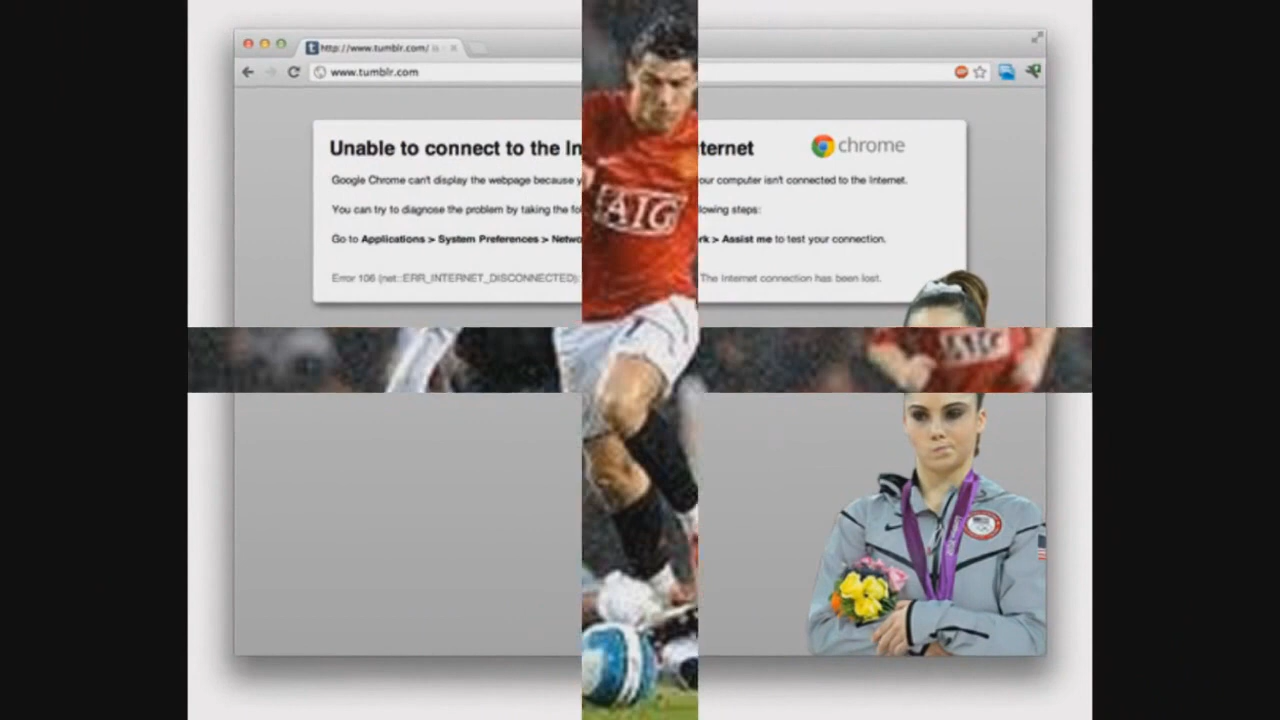 http://www.tumblr.com/
www.tumblr.com
Unable to connect to the In ternet
chrome
Google Chrome can't display the webpage because y our computer isn't connected to the Internet.
You can try to diagnose the problem by taking the fol lowing steps:
Go to Applications > System Preferences > Netwo rk > Assist me to test your connection.
Error 106 (net::ERR_INTERNET_DISCONNECTED): The Internet connection has been lost.
AIG
AIG